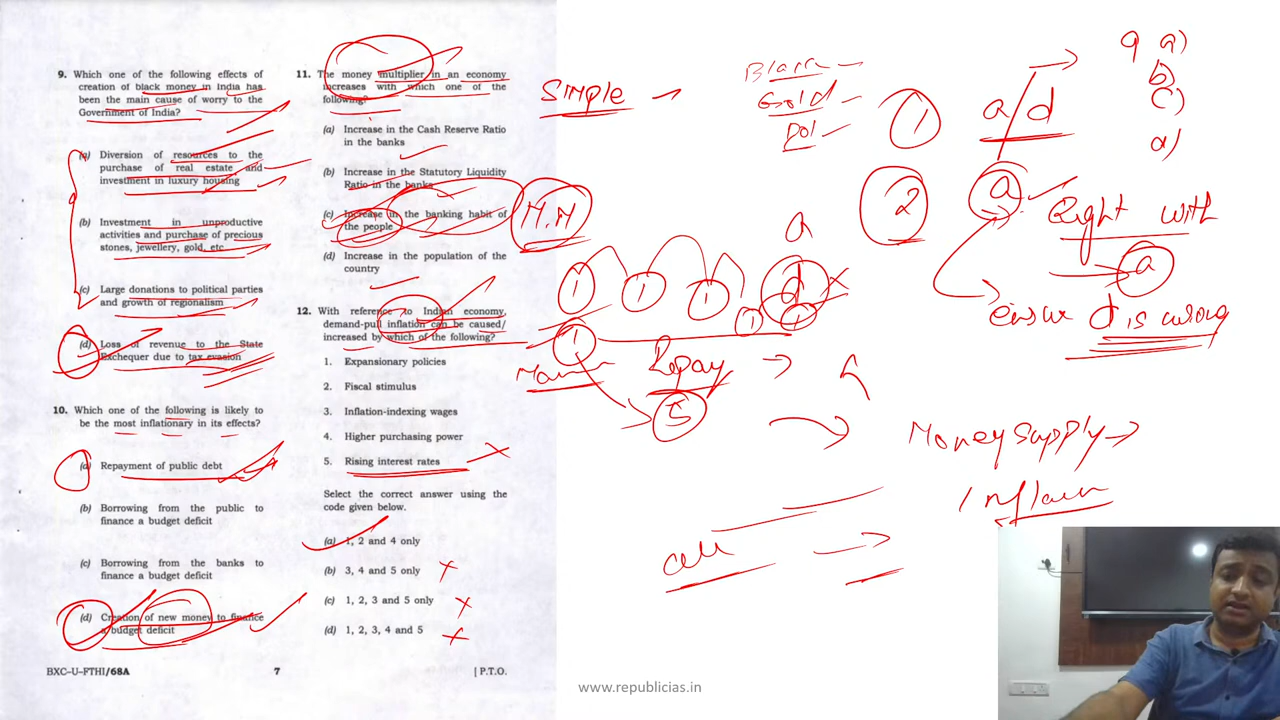 9. Which one of the following effects of
creation of black money in India has
been the main cause of worry to the
Government of India?
(a) Diversion of resources to the
purchase of real estate and
investment in luxury housing
(b) Investment in unproductive
activities and purchase of precious
stones, jewellery, gold, etc.
(c) Large donations to political parties
and growth of regionalism
(d) Loss of revenue to the State
Exchequer due to tax evasion
10. Which one of the following is likely to
be the most inflationary in its effects?
(a) Repayment of public debt
(b) Borrowing from the public to
finance a budget deficit
(c) Borrowing from the banks to
finance a budget deficit
(d) Creation of new money to finance
a budget deficit
BXC-U-FTHI/68A
7
[ P.T.O.
11. The money multiplier in an economy
increases with which one of the
following?
(a) Increase in the Cash Reserve Ratio
in the banks
(b) Increase in the Statutory Liquidity
Ratio in the banks
(c) Increase in the banking habit of
the people
(d) Increase in the population of the
country
12. With reference to Indian economy,
demand-pull inflation can be caused/
increased by which of the following?
1. Expansionary policies
2. Fiscal stimulus
3. Inflation-indexing wages
4. Higher purchasing power
5. Rising interest rates
Select the correct answer using the
code given below.
(a) 1, 2 and 4 only
(b) 3, 4 and 5 only
(c) 1, 2, 3 and 5 only
(d) 1, 2, 3, 4 and 5
Simple
Black
Gold
Pol
1
a/d
9 a)
b)
c)
d)
M.M
2
a
Right with
a
a
1 1 1 d
1 1
ensure d is wrong
1
Repay
5
Money supply
Inflation
www.republicias.in